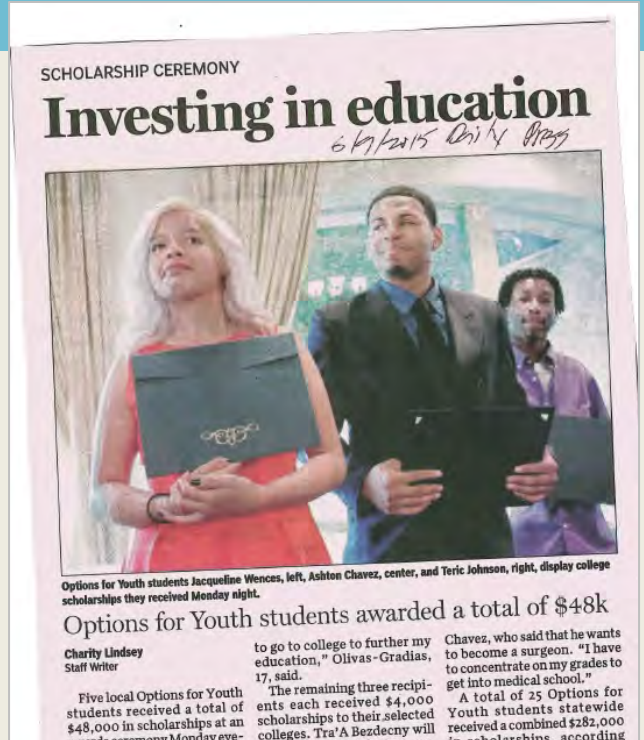 SCHOLARSHIP CEREMONY
Investing in education
6/9/2015 Daily Press
Options for Youth students Jacqueline Wences, left, Ashton Chavez, center, and Teric Johnson, right, display college
scholarships they received Monday night.
Options for Youth students awarded a total of $48k
Charity Lindsey
Staff Writer
Five local Options for Youth
students received a total of
$48,000 in scholarships at an
ceremony Monday eve-
to go to college to further my
education,” Olivas-Gradias,
17, said.
The remaining three recipi-
ents each received $4,000
scholarships to their selected
colleges. Tra’A Bezdecny will
Chavez, who said that he wants
to become a surgeon. “I have
to concentrate on my grades to
get into medical school.”
A total of 25 Options for
Youth students statewide
received a combined $282,000
in scholarships, according